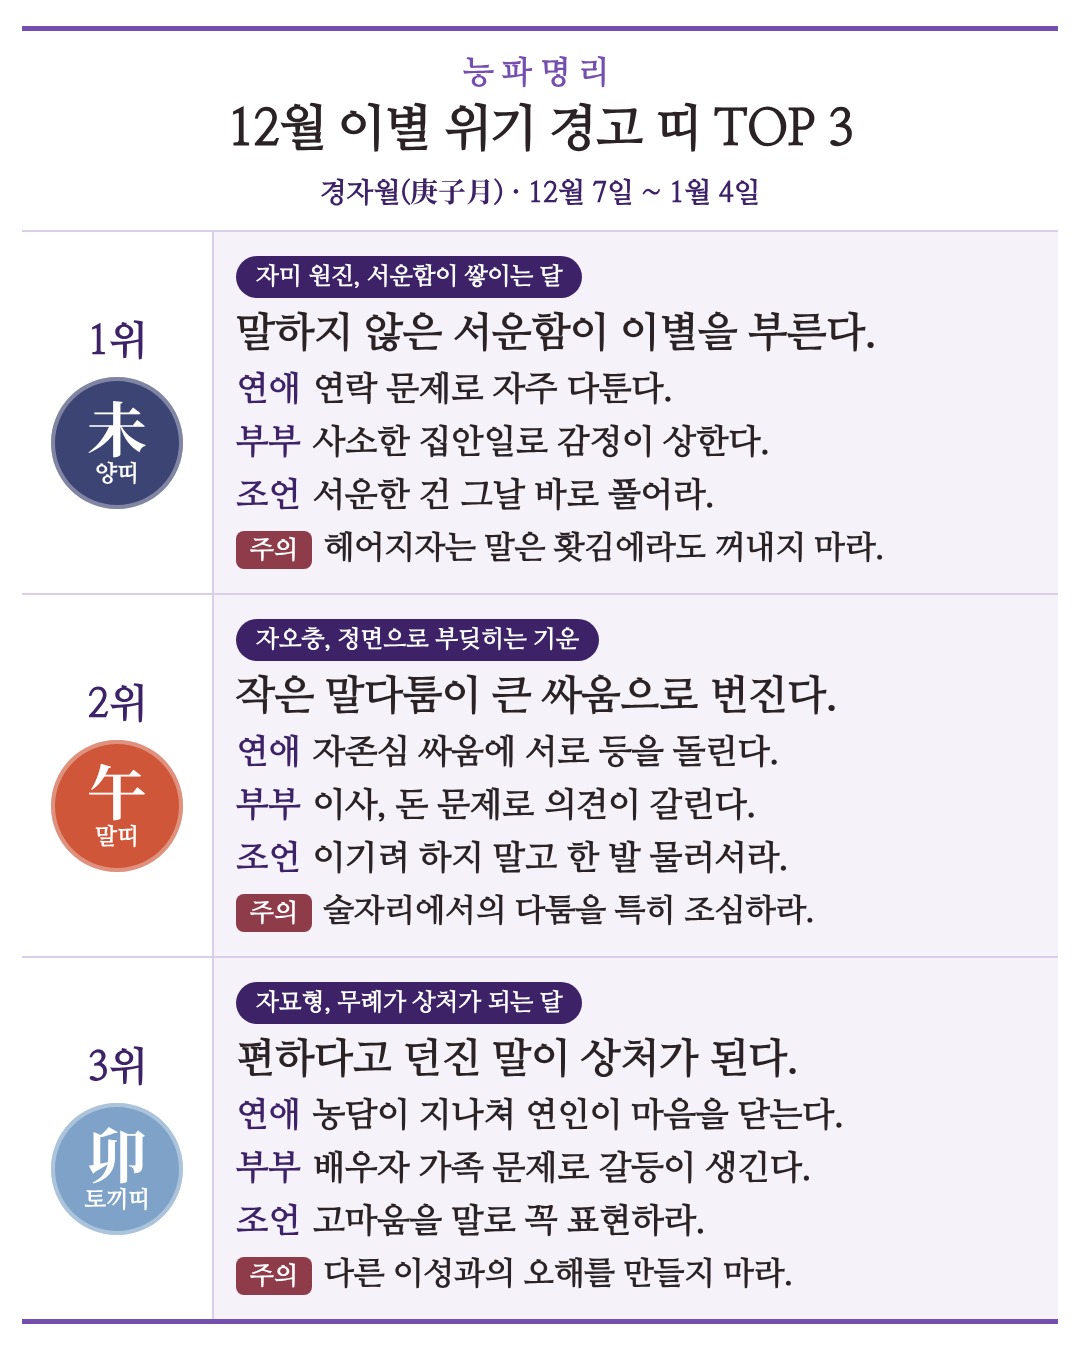 능파명리
12월 이별 위기 경고 띠 TOP 3
경자월(庚子月) · 12월 7일 ~ 1월 4일
1위
未
양띠
자미 원진, 서운함이 쌓이는 달
말하지 않은 서운함이 이별을 부른다.
연애 연락 문제로 자주 다툰다.
부부 사소한 집안일로 감정이 상한다.
조언 서운한 건 그날 바로 풀어라.
주의 헤어지자는 말은 홧김에라도 꺼내지 마라.
2위
午
말띠
자오충, 정면으로 부딪히는 기운
작은 말다툼이 큰 싸움으로 번진다.
연애 자존심 싸움에 서로 등을 돌린다.
부부 이사, 돈 문제로 의견이 갈린다.
조언 이기려 하지 말고 한 발 물러서라.
주의 술자리에서의 다툼을 특히 조심하라.
3위
卯
토끼띠
자묘형, 무례가 상처가 되는 달
편하다고 던진 말이 상처가 된다.
연애 농담이 지나쳐 연인이 마음을 닫는다.
부부 배우자 가족 문제로 갈등이 생긴다.
조언 고마움을 말로 꼭 표현하라.
주의 다른 이성과의 오해를 만들지 마라.